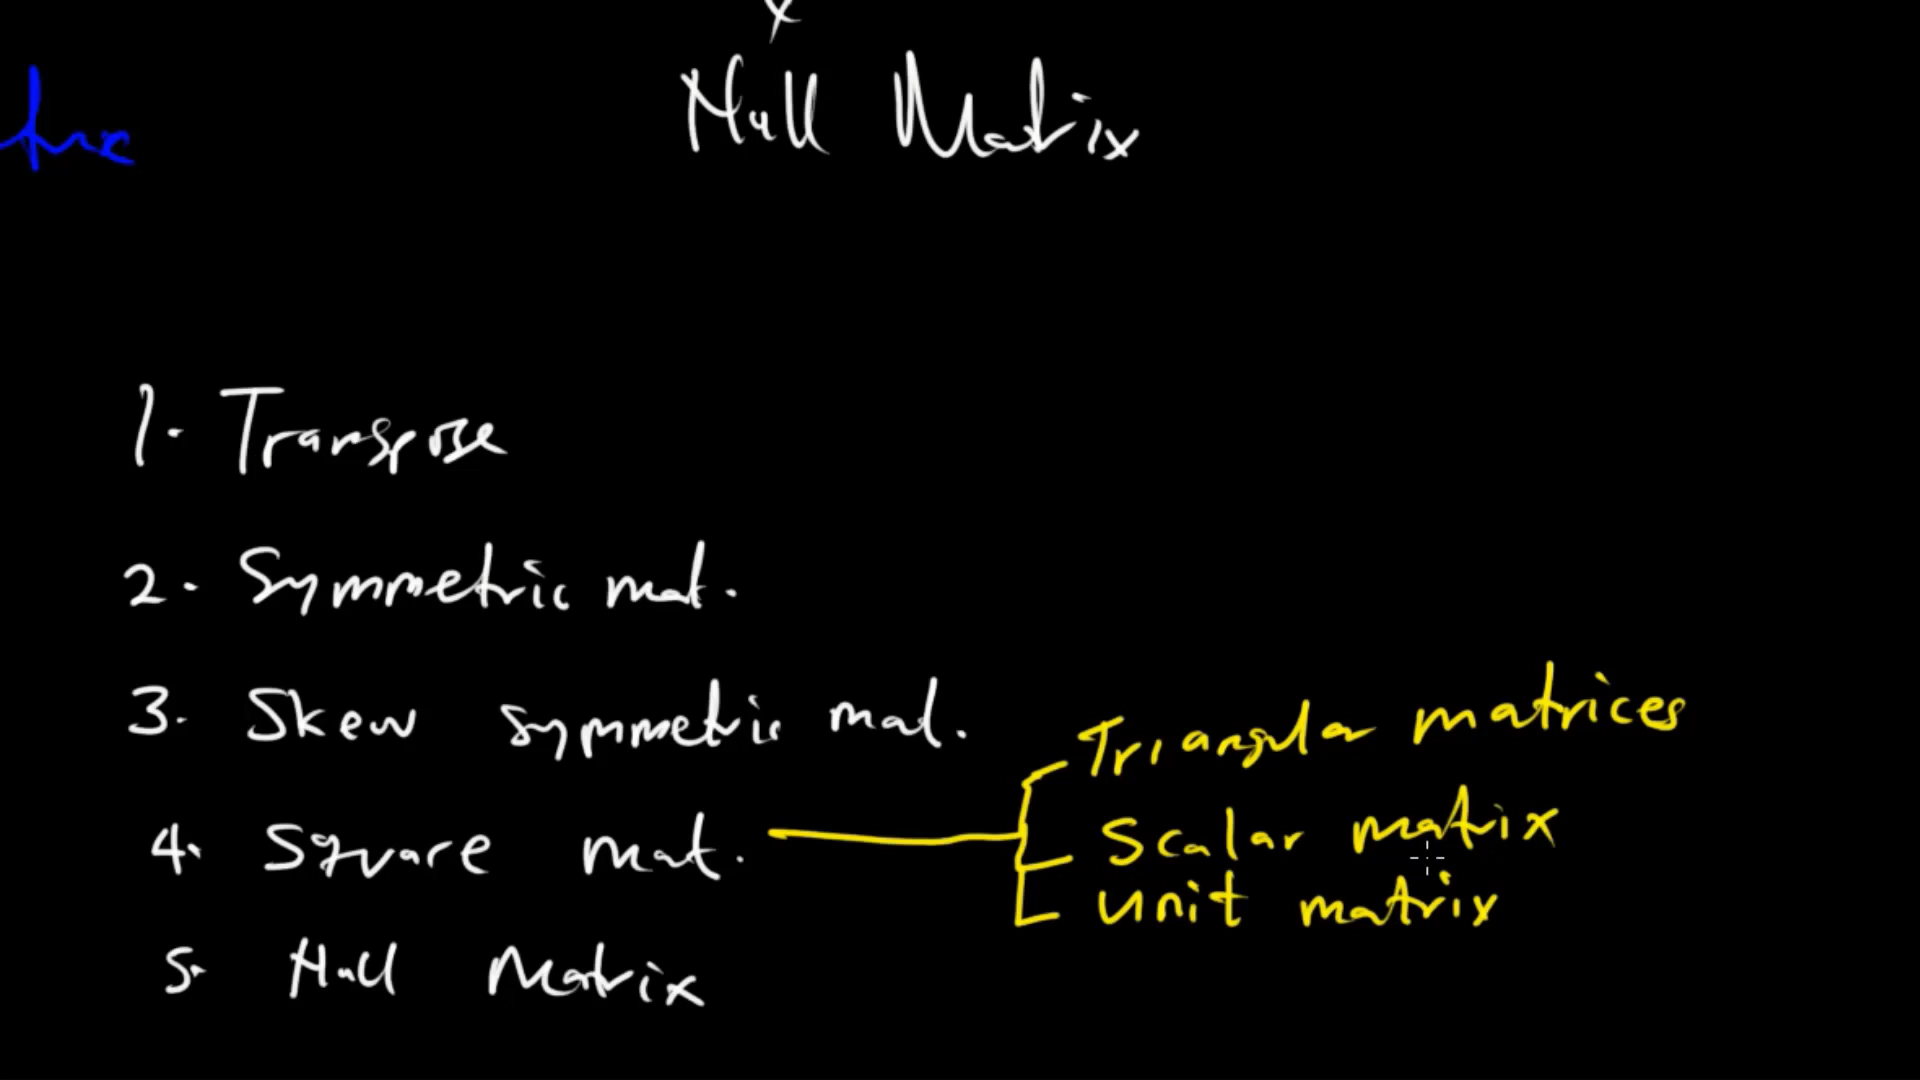 x
Null Matrix
1. Transpose
2. Symmetric mat.
3. Skew symmetric mat.
4. Square mat.
Triangular matrices
Scalar matrix
unit matrix
5. Null Matrix